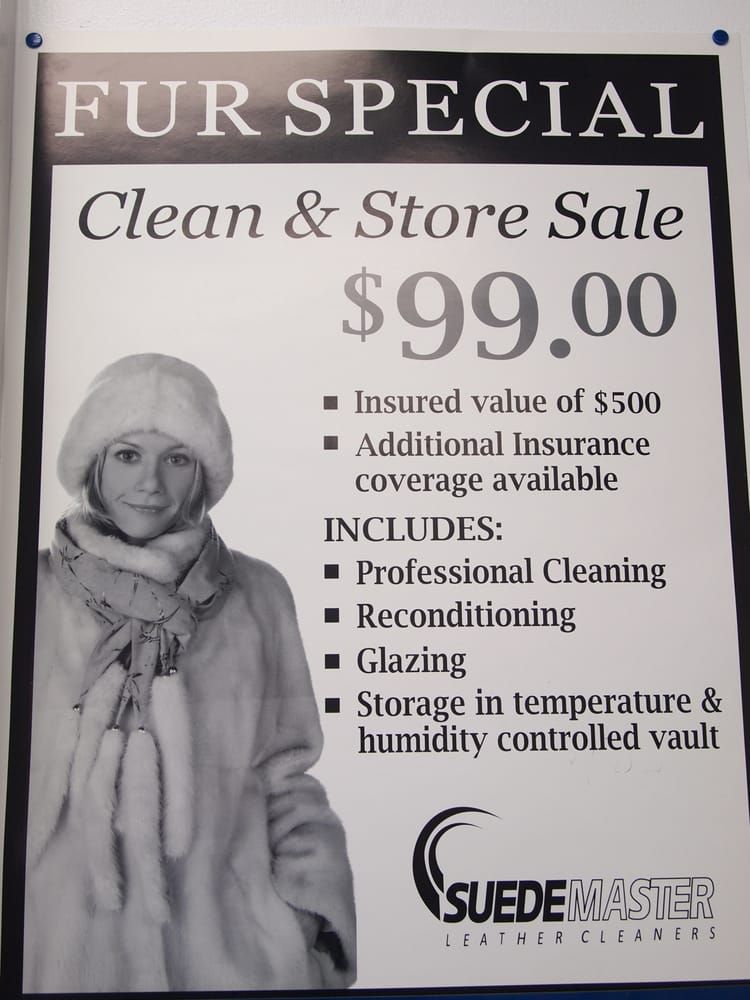 FUR SPECIAL
Clean & Store Sale
$99.00
▪ Insured value of $500
▪ Additional Insurance
coverage available
INCLUDES:
▪ Professional Cleaning
▪ Reconditioning
▪ Glazing
▪ Storage in temperature &
humidity controlled vault
SUEDEMASTER
LEATHER CLEANERS